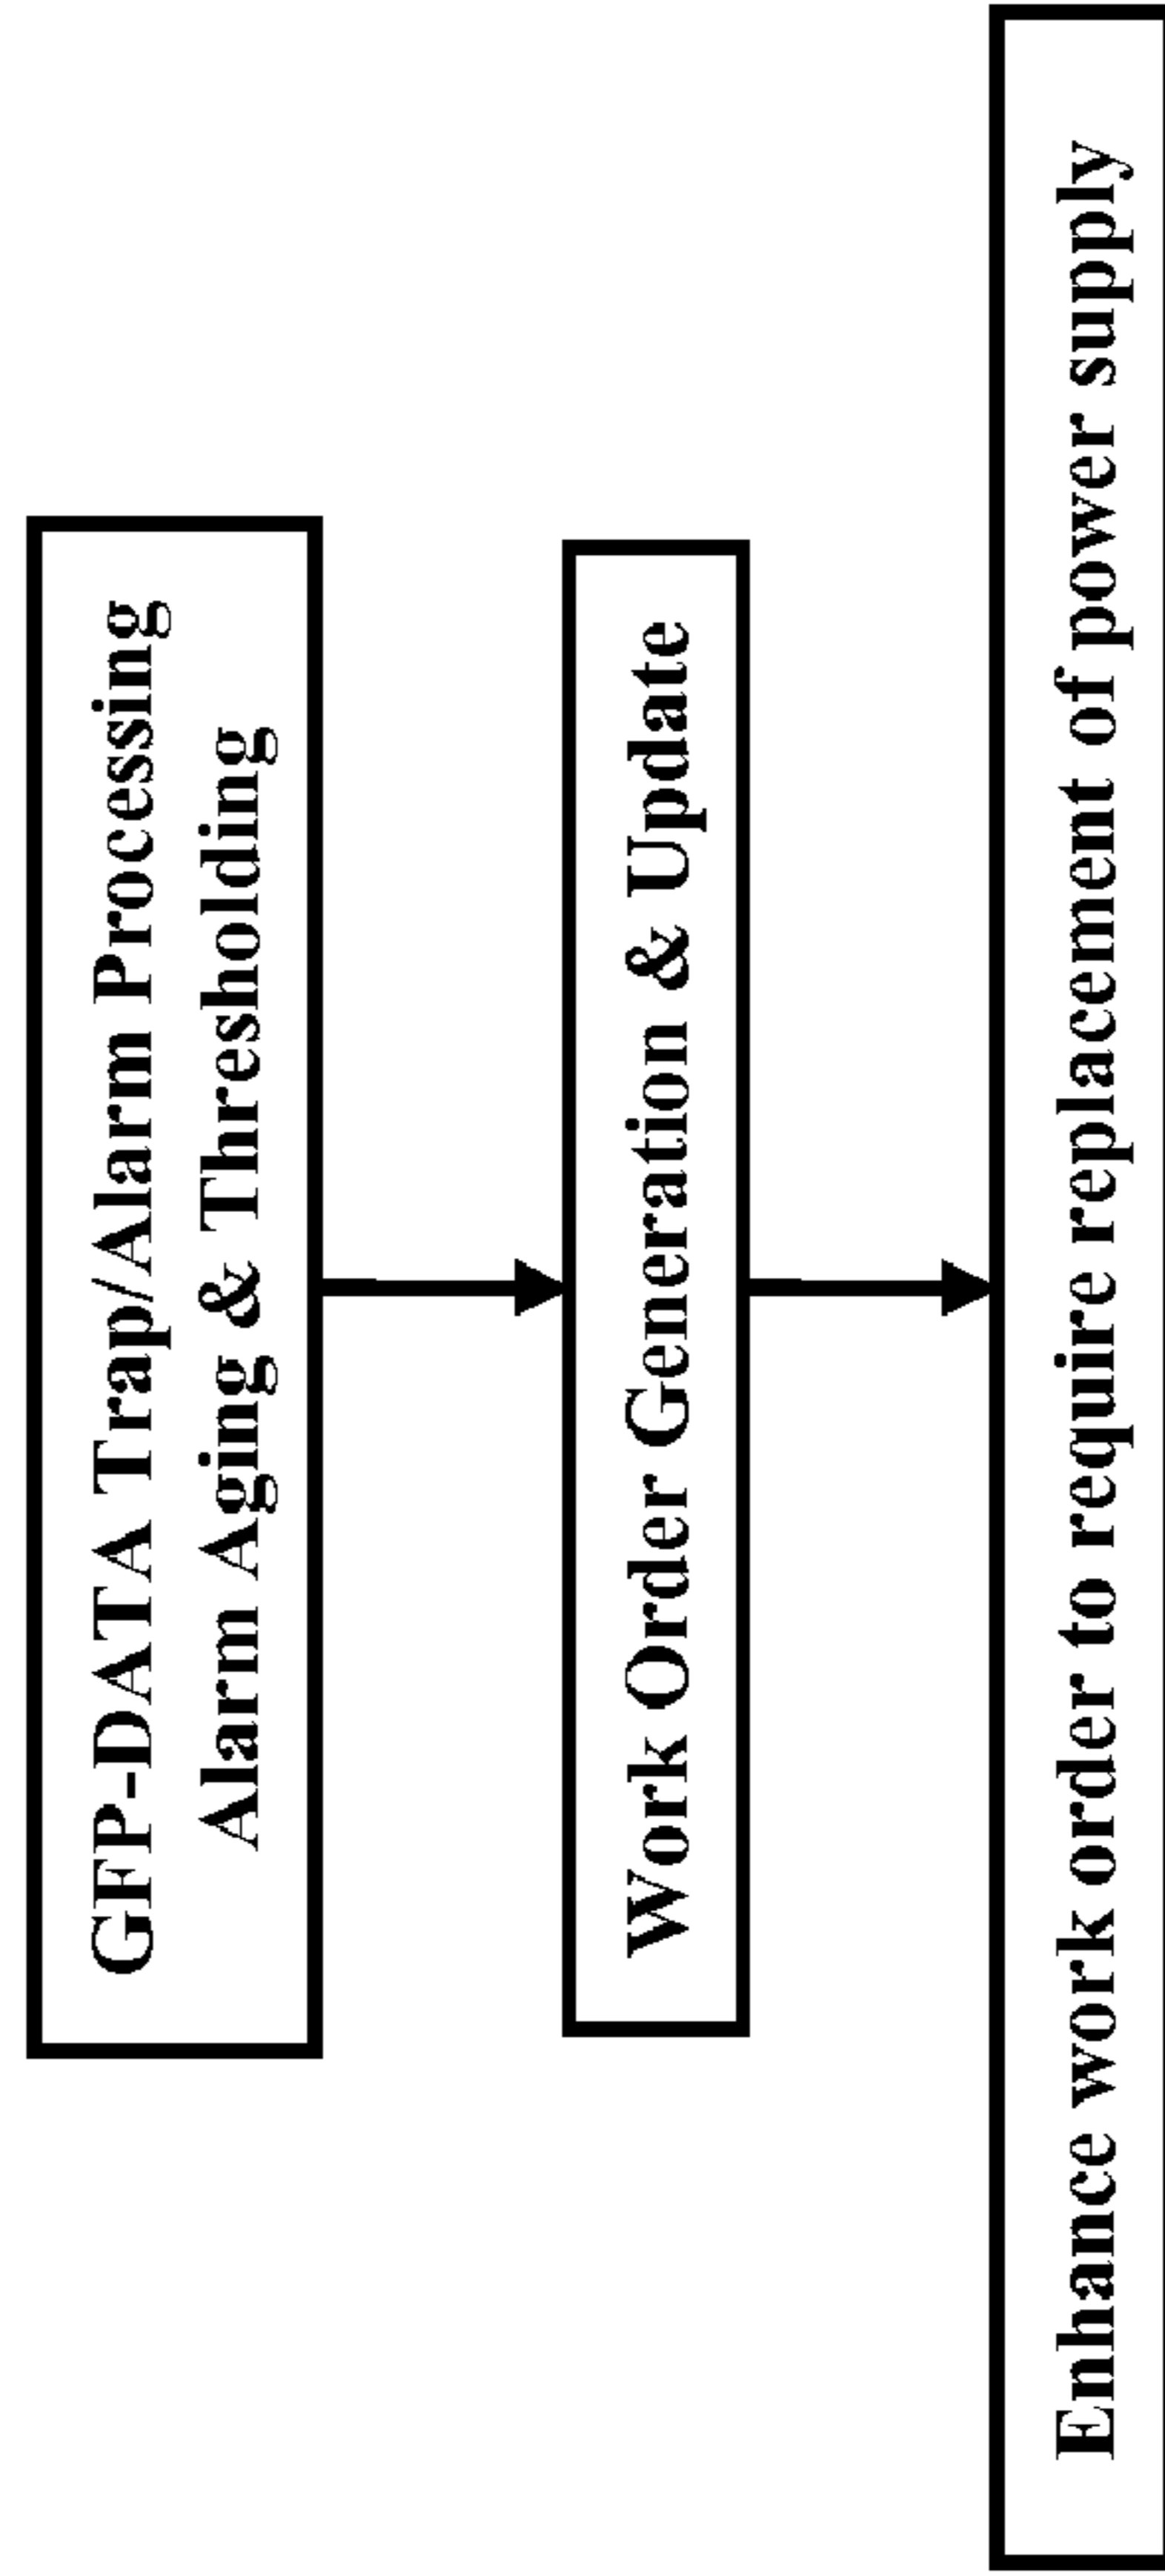 GFP-DATA Trap/Alarm Processing
Alarm Aging & Thresholding
Work Order Generation & Update
Enhance work order to require replacement of power supply